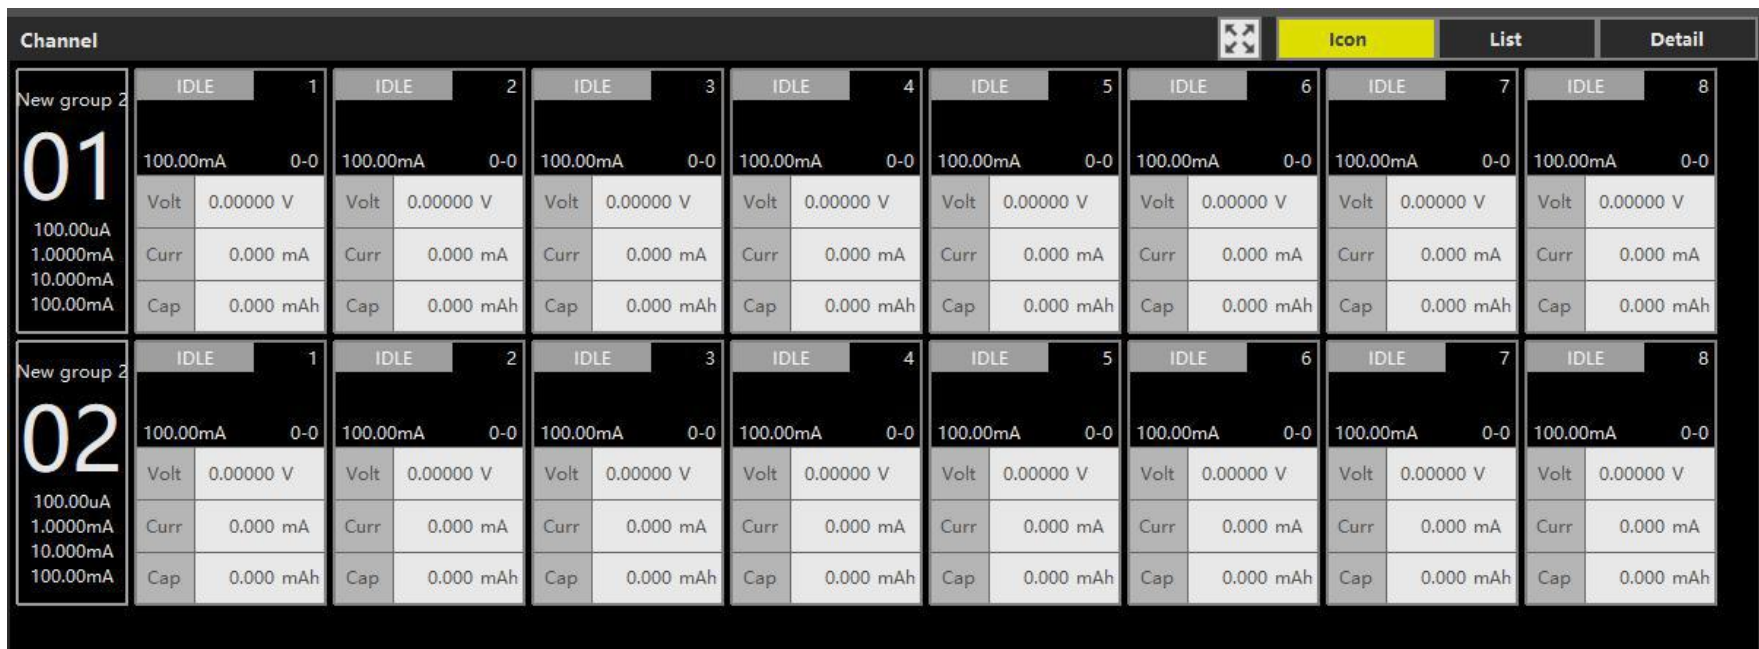 Channel Icon List Detail
New group 2 IDLE 1 IDLE 2 IDLE 3 IDLE 4 IDLE 5 IDLE 6 IDLE 7 IDLE 8
01
100.00mA 0-0 100.00mA 0-0 100.00mA 0-0 100.00mA 0-0 100.00mA 0-0 100.00mA 0-0 100.00mA 0-0 100.00mA 0-0
Volt 0.00000 V Volt 0.00000 V Volt 0.00000 V Volt 0.00000 V Volt 0.00000 V Volt 0.00000 V Volt 0.00000 V Volt 0.00000 V
100.00uA
1.0000mA Curr 0.000 mA Curr 0.000 mA Curr 0.000 mA Curr 0.000 mA Curr 0.000 mA Curr 0.000 mA Curr 0.000 mA Curr 0.000 mA
10.000mA
100.00mA Cap 0.000 mAh Cap 0.000 mAh Cap 0.000 mAh Cap 0.000 mAh Cap 0.000 mAh Cap 0.000 mAh Cap 0.000 mAh Cap 0.000 mAh
New group 2 IDLE 1 IDLE 2 IDLE 3 IDLE 4 IDLE 5 IDLE 6 IDLE 7 IDLE 8
02
100.00mA 0-0 100.00mA 0-0 100.00mA 0-0 100.00mA 0-0 100.00mA 0-0 100.00mA 0-0 100.00mA 0-0 100.00mA 0-0
Volt 0.00000 V Volt 0.00000 V Volt 0.00000 V Volt 0.00000 V Volt 0.00000 V Volt 0.00000 V Volt 0.00000 V Volt 0.00000 V
100.00uA
1.0000mA Curr 0.000 mA Curr 0.000 mA Curr 0.000 mA Curr 0.000 mA Curr 0.000 mA Curr 0.000 mA Curr 0.000 mA Curr 0.000 mA
10.000mA
100.00mA Cap 0.000 mAh Cap 0.000 mAh Cap 0.000 mAh Cap 0.000 mAh Cap 0.000 mAh Cap 0.000 mAh Cap 0.000 mAh Cap 0.000 mAh